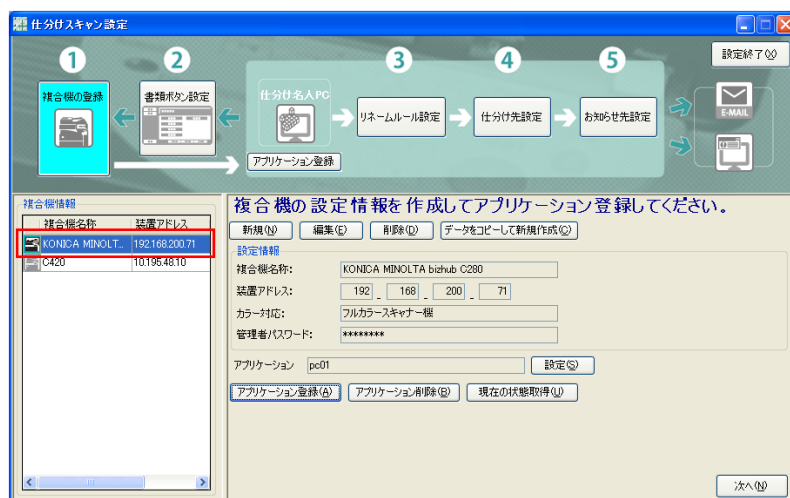 仕分けスキャン設定
1
2
3
4
5
設定終了(X)
複合機の登録
書類ボタン設定
仕分け名人PC
リネームルール設定
仕分け先設定
お知らせ先設定
E-MAIL
アプリケーション登録
複合機情報
複合機名称
装置アドレス
KONICA MINOLT...
192.168.200.71
C420
10.195.48.10
複合機の設定情報を作成してアプリケーション登録してください。
新規(N)
編集(E)
削除(D)
データをコピーして新規作成(C)
設定情報
複合機名称:
KONICA MINOLTA bizhub C280
装置アドレス:
192 . 168 . 200 . 71
カラー対応:
フルカラースキャナー機
管理者パスワード:
********
アプリケーション
pc01
設定(S)
アプリケーション登録(A)
アプリケーション削除(B)
現在の状態取得(U)
次へ(N)